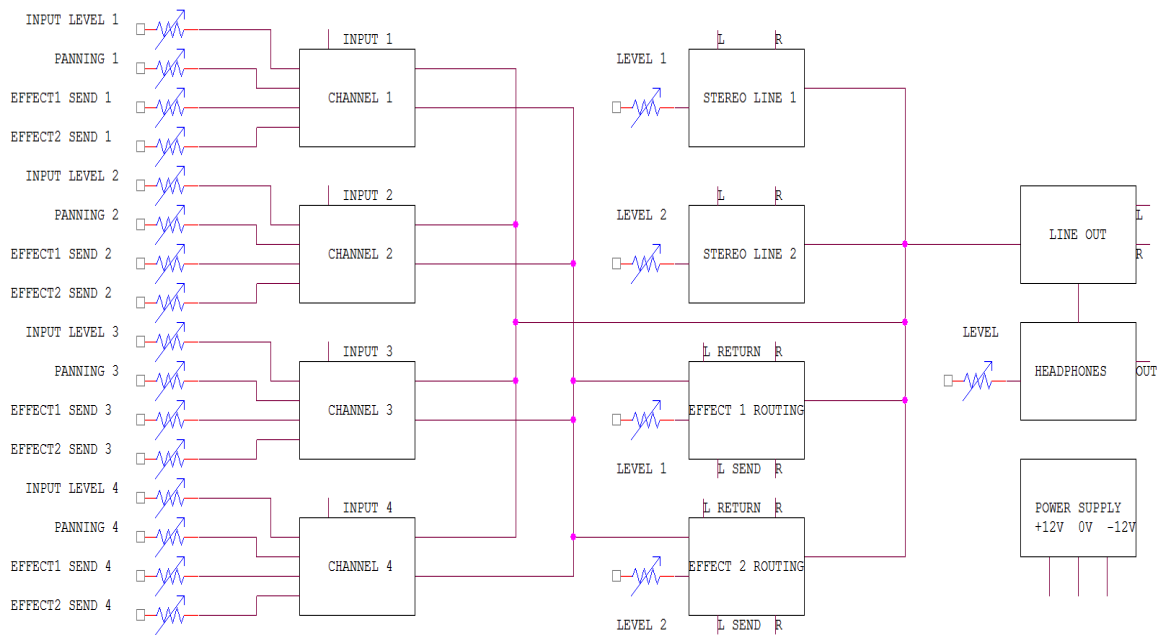 INPUT LEVEL 1
PANNING 1
EFFECT1 SEND 1
EFFECT2 SEND 1
INPUT LEVEL 2
PANNING 2
EFFECT1 SEND 2
EFFECT2 SEND 2
INPUT LEVEL 3
PANNING 3
EFFECT1 SEND 3
EFFECT2 SEND 3
INPUT LEVEL 4
PANNING 4
EFFECT1 SEND 4
EFFECT2 SEND 4
INPUT 1
CHANNEL 1
INPUT 2
CHANNEL 2
INPUT 3
CHANNEL 3
INPUT 4
CHANNEL 4
L R
LEVEL 1
STEREO LINE 1
L R
LEVEL 2
STEREO LINE 2
L RETURN R
EFFECT 1 ROUTING
LEVEL 1
L SEND R
L RETURN R
EFFECT 2 ROUTING
LEVEL 2
L SEND R
LINE OUT
L
R
LEVEL
HEADPHONES
OUT
POWER SUPPLY
+12V 0V -12V